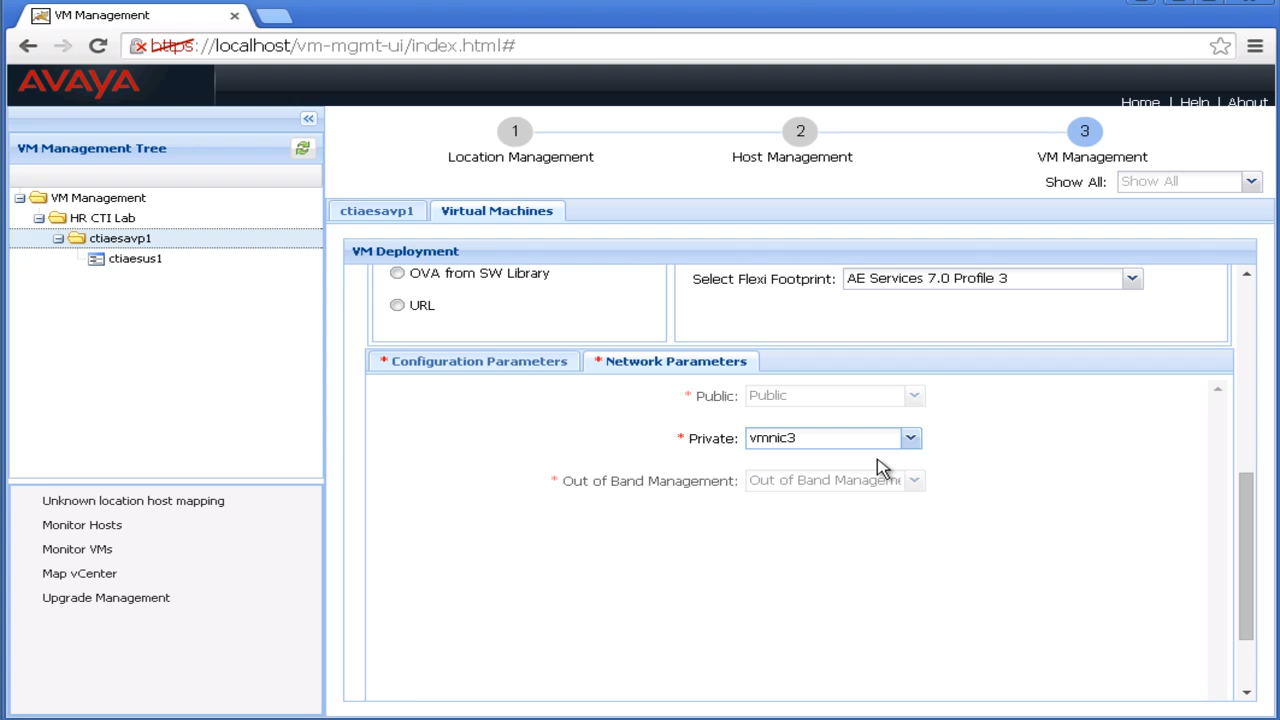 VM Management
https://localhost/vm-mgmt-ui/index.html#
AVAYA
Home | Help | About
VM Management Tree
VM Management
HR CTI Lab
ctiaesavp1
ctiaesus1
Unknown location host mapping
Monitor Hosts
Monitor VMs
Map vCenter
Upgrade Management
1
2
3
Location Management
Host Management
VM Management
Show All: Show All
ctiaesavp1
Virtual Machines
VM Deployment
OVA from SW Library
URL
Select Flexi Footprint: AE Services 7.0 Profile 3
* Configuration Parameters
* Network Parameters
* Public: Public
* Private: vmnic3
* Out of Band Management: Out of Band Manageme